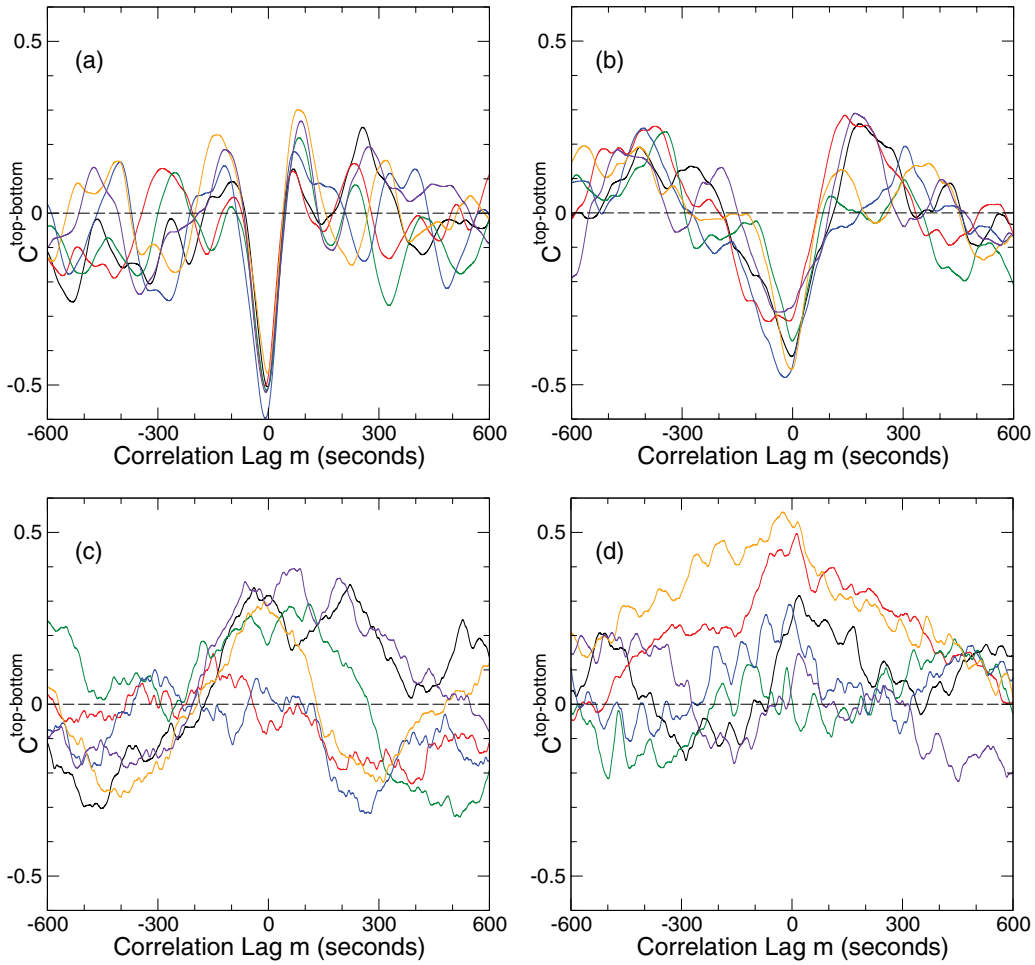 0.5
0
-0.5
C^top-bottom
(a)
-600 -300 0 300 600
Correlation Lag m (seconds)
0.5
0
-0.5
C^top-bottom
(b)
-600 -300 0 300 600
Correlation Lag m (seconds)
0.5
0
-0.5
C^top-bottom
(c)
-600 -300 0 300 600
Correlation Lag m (seconds)
0.5
0
-0.5
C^top-bottom
(d)
-600 -300 0 300 600
Correlation Lag m (seconds)